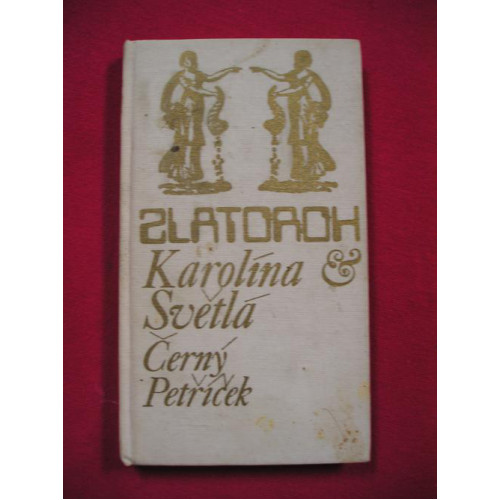 ZLATOROH
Karolína &
Světlá
Černý
Petříček